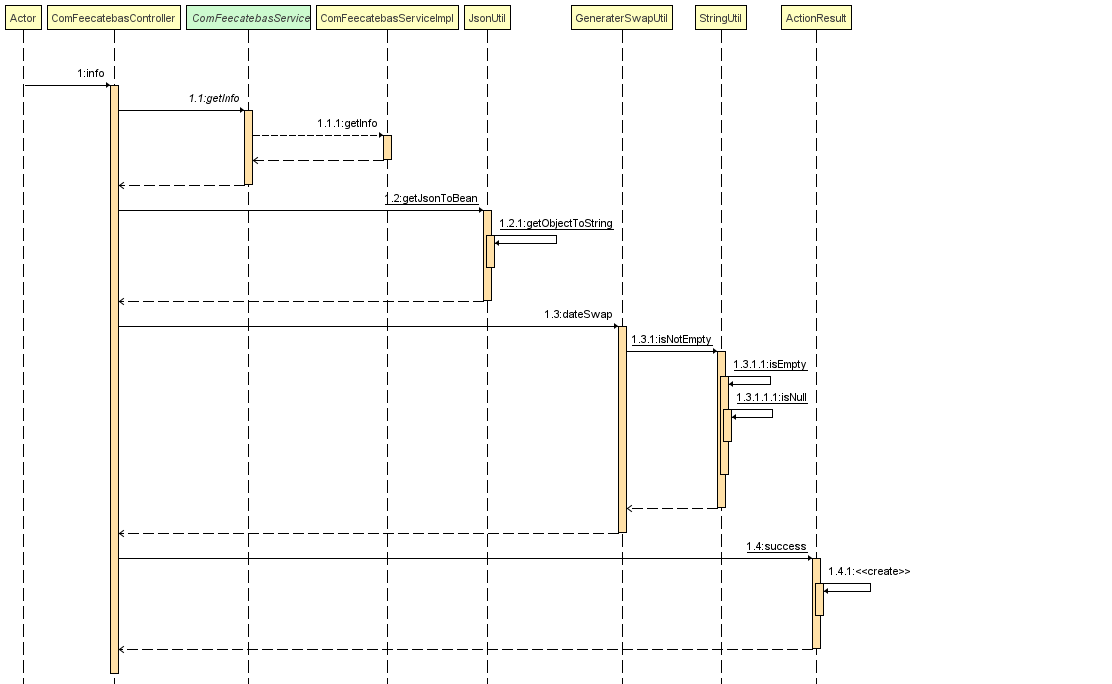 Actor
ComFeecatebasController
ComFeecatebasService
ComFeecatebasServiceImpl
JsonUtil
GeneraterSwapUtil
StringUtil
ActionResult
1:info
1.1:getInfo
1.1.1:getInfo
1.2:getJsonToBean
1.2.1:getObjectToString
1.3:dateSwap
1.3.1:isNotEmpty
1.3.1.1:isEmpty
1.3.1.1.1:isNull
1.4:success
1.4.1:<<create>>